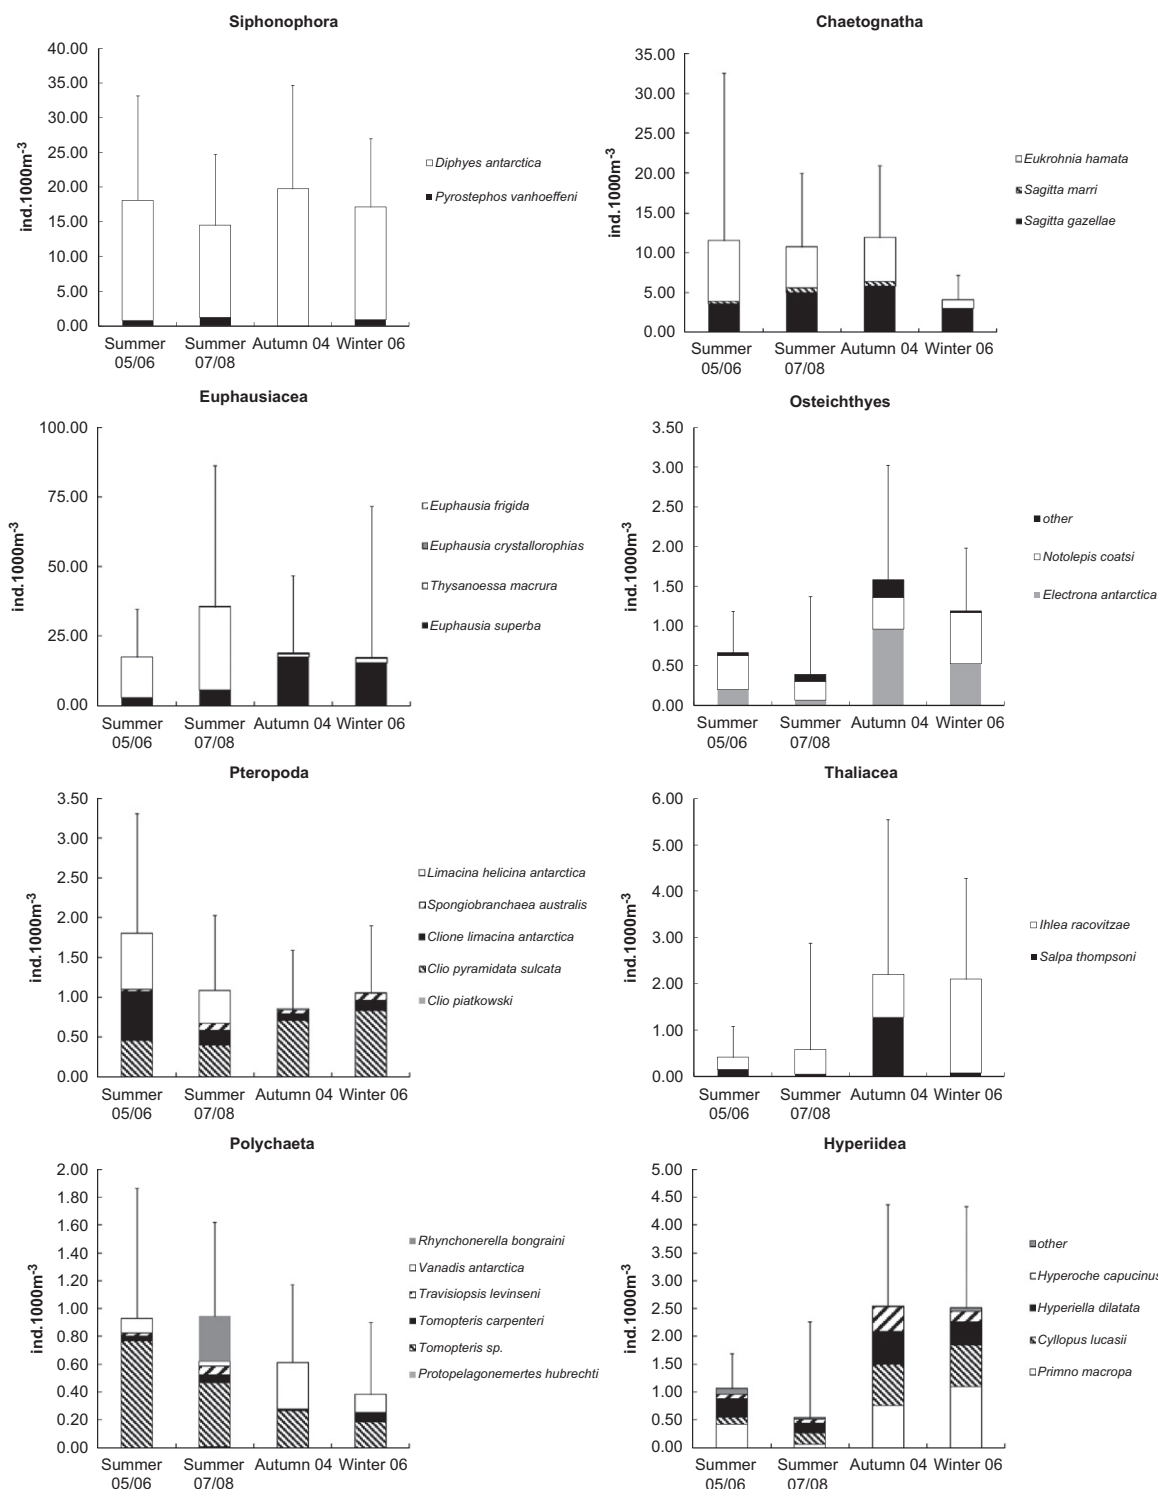 Siphonophora
40.00
35.00
30.00
25.00
20.00
15.00
10.00
5.00
0.00
ind.1000m-3
Summer 05/06
Summer 07/08
Autumn 04
Winter 06
Diphyes antarctica
Pyrostephos vanhoeffeni
Chaetognatha
35.00
30.00
25.00
20.00
15.00
10.00
5.00
0.00
ind.1000m-3
Summer 05/06
Summer 07/08
Autumn 04
Winter 06
Eukrohnia hamata
Sagitta marri
Sagitta gazellae
Euphausiacea
100.00
75.00
50.00
25.00
0.00
ind.1000m-3
Summer 05/06
Summer 07/08
Autumn 04
Winter 06
Euphausia frigida
Euphausia crystallorophias
Thysanoessa macrura
Euphausia superba
Osteichthyes
3.50
3.00
2.50
2.00
1.50
1.00
0.50
0.00
ind.1000m-3
Summer 05/06
Summer 07/08
Autumn 04
Winter 06
other
Notolepis coatsi
Electrona antarctica
Pteropoda
3.50
3.00
2.50
2.00
1.50
1.00
0.50
0.00
ind.1000m-3
Summer 05/06
Summer 07/08
Autumn 04
Winter 06
Limacina helicina antarctica
Spongiobranchaea australis
Clione limacina antarctica
Clio pyramidata sulcata
Clio piatkowski
Thaliacea
6.00
5.00
4.00
3.00
2.00
1.00
0.00
ind.1000m-3
Summer 05/06
Summer 07/08
Autumn 04
Winter 06
Ihlea racovitzae
Salpa thompsoni
Polychaeta
2.00
1.80
1.60
1.40
1.20
1.00
0.80
0.60
0.40
0.20
0.00
ind.1000m-3
Summer 05/06
Summer 07/08
Autumn 04
Winter 06
Rhynchonerella bongraini
Vanadis antarctica
Travisiopsis levinseni
Tomopteris carpenteri
Tomopteris sp.
Protopelagonemertes hubrechti
Hyperiidea
5.00
4.50
4.00
3.50
3.00
2.50
2.00
1.50
1.00
0.50
0.00
ind.1000m-3
Summer 05/06
Summer 07/08
Autumn 04
Winter 06
other
Hyperoche capucinus
Hyperiella dilatata
Cyllopus lucasii
Primno macropa